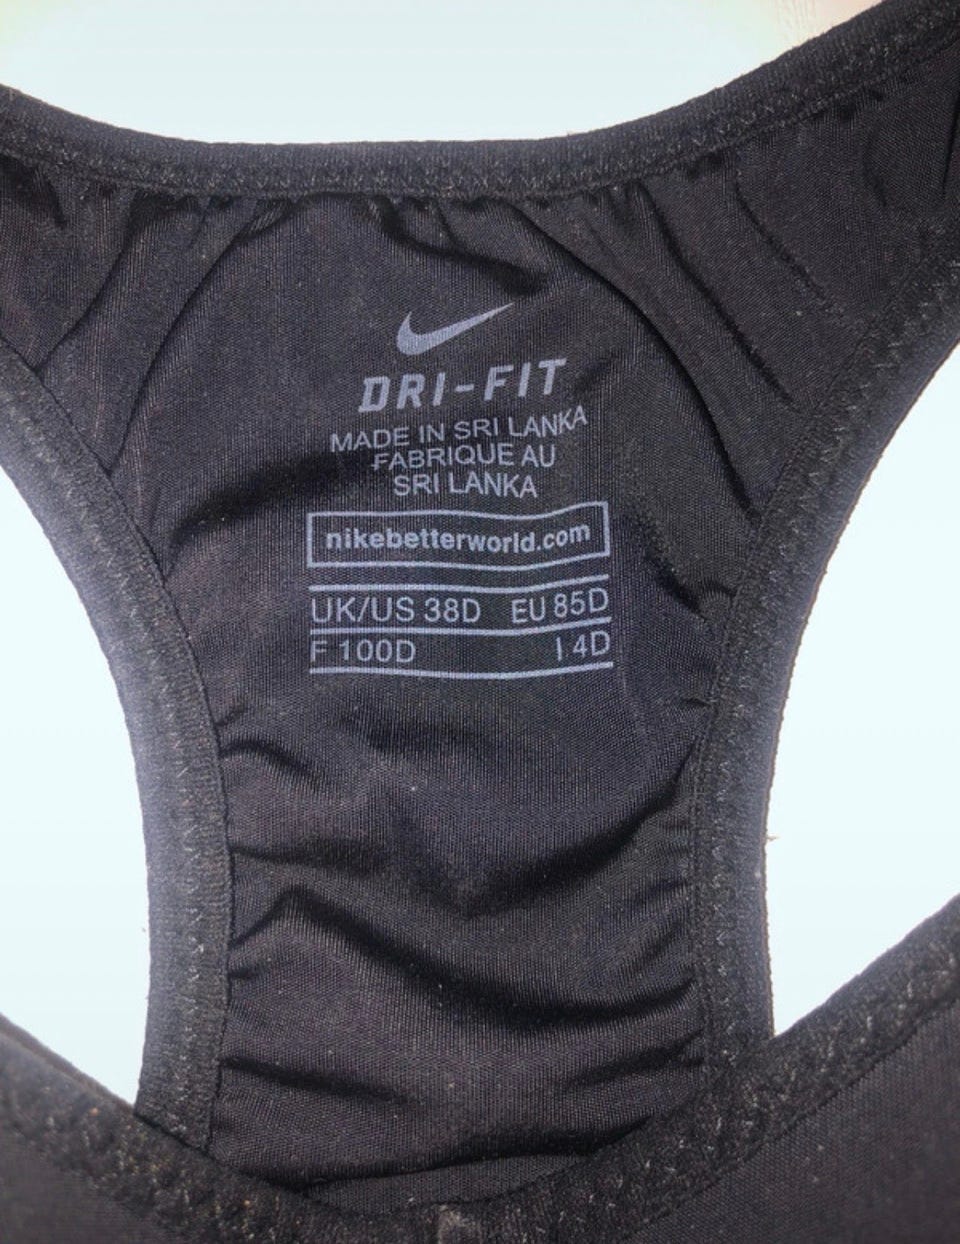 DRI-FIT
MADE IN SRI LANKA
FABRIQUE AU
SRI LANKA
nikebetterworld.com
UK/US 38D EU 85D
F 100D I 4D